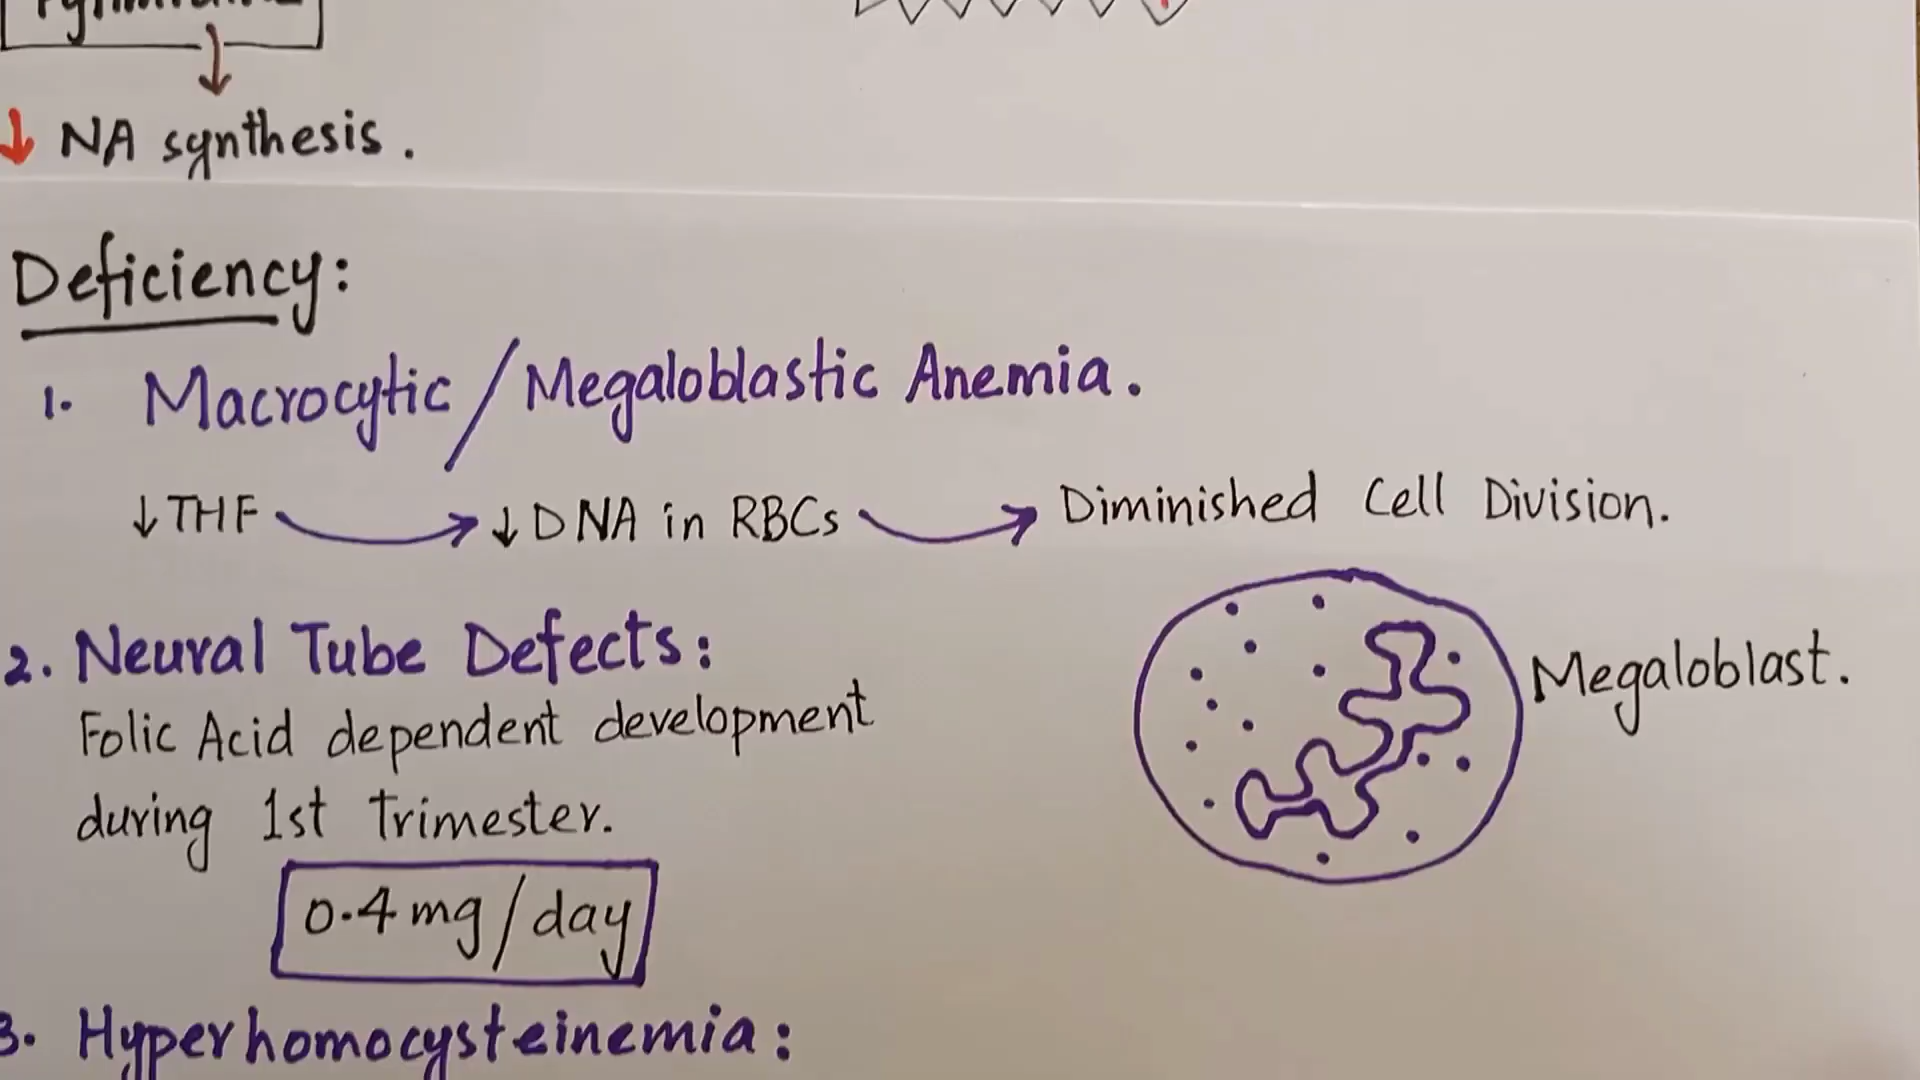 ↓ NA synthesis.
Deficiency:
1. Macrocytic/Megaloblastic Anemia.
↓THF → ↓DNA in RBCs → Diminished Cell Division.
Megaloblast.
2. Neural Tube Defects:
Folic Acid dependent development
during 1st Trimester.
0.4 mg/day
3. Hyperhomocysteinemia: